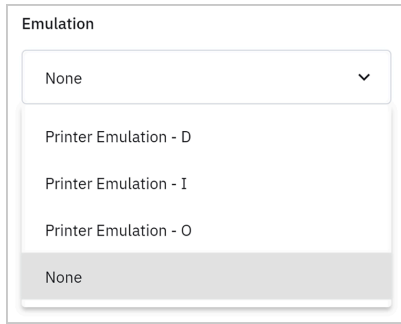 Emulation
None
Printer Emulation - D
Printer Emulation - I
Printer Emulation - O
None